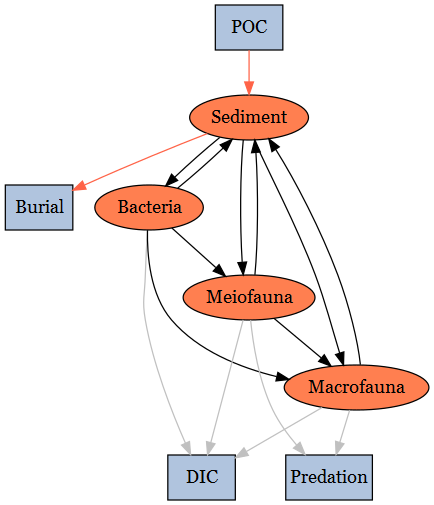 POC
Sediment
Burial
Bacteria
Meiofauna
Macrofauna
DIC
Predation